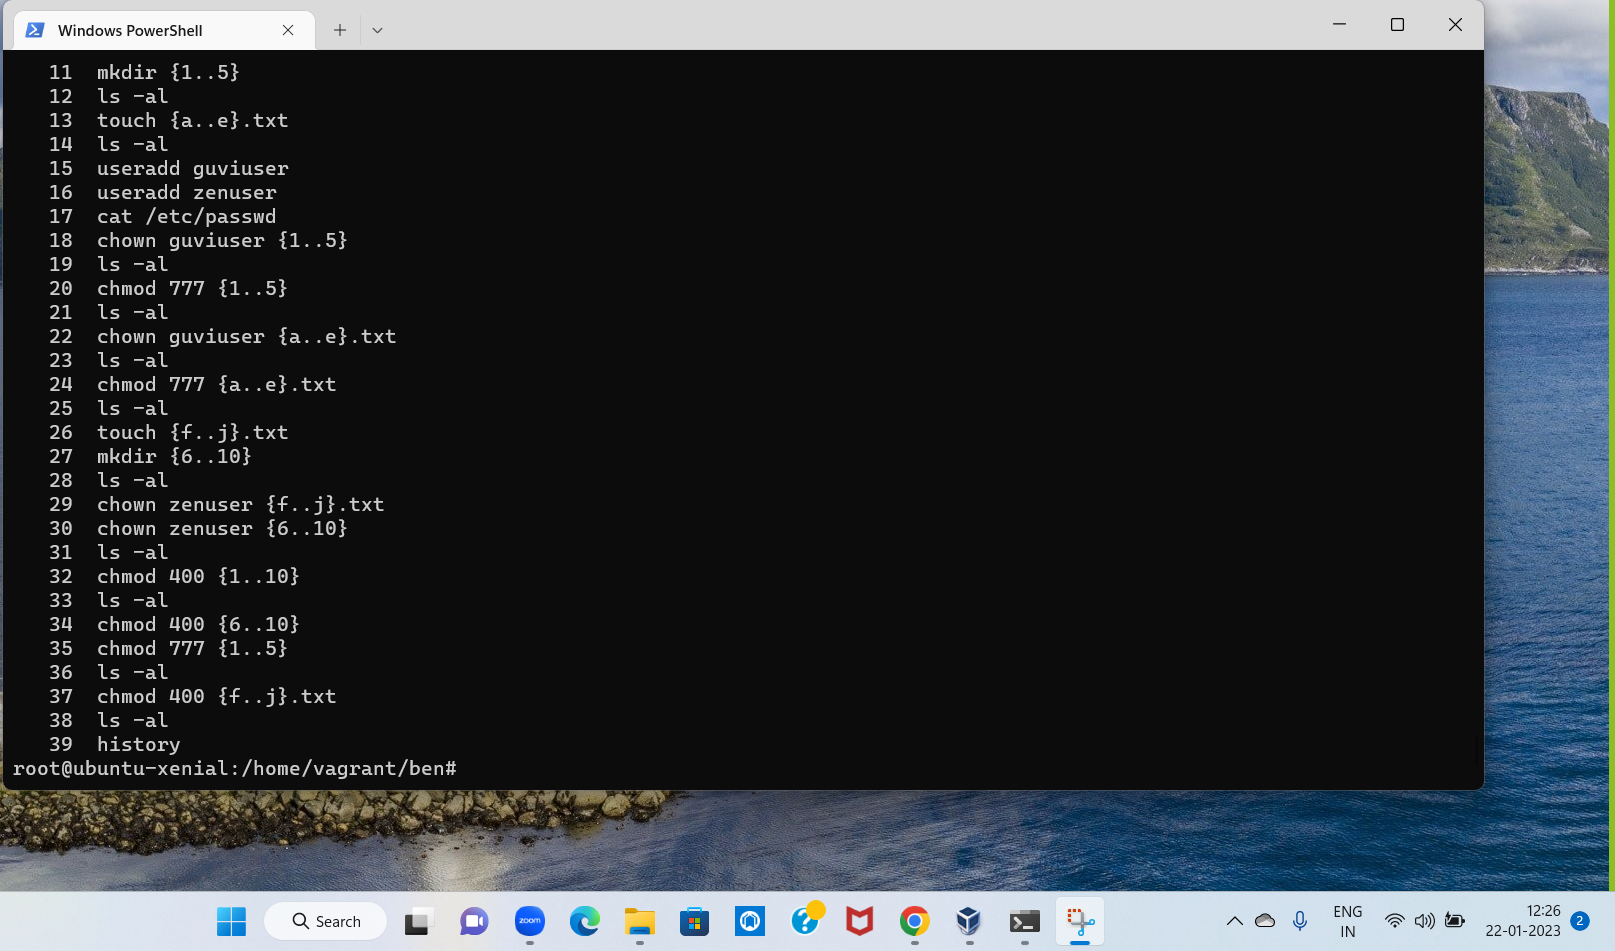 Windows PowerShell
11 mkdir {1..5}
12 ls -al
13 touch {a..e}.txt
14 ls -al
15 useradd guviuser
16 useradd zenuser
17 cat /etc/passwd
18 chown guviuser {1..5}
19 ls -al
20 chmod 777 {1..5}
21 ls -al
22 chown guviuser {a..e}.txt
23 ls -al
24 chmod 777 {a..e}.txt
25 ls -al
26 touch {f..j}.txt
27 mkdir {6..10}
28 ls -al
29 chown zenuser {f..j}.txt
30 chown zenuser {6..10}
31 ls -al
32 chmod 400 {1..10}
33 ls -al
34 chmod 400 {6..10}
35 chmod 777 {1..5}
36 ls -al
37 chmod 400 {f..j}.txt
38 ls -al
39 history
root@ubuntu-xenial:/home/vagrant/ben#
Search
zoom
ENG
IN
12:26
22-01-2023
2